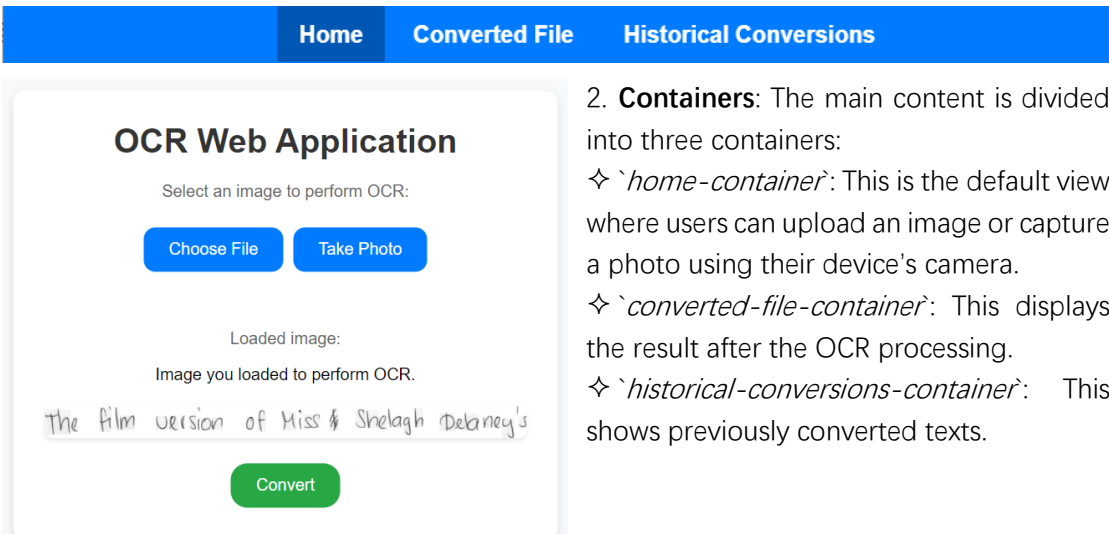 Home Converted File Historical Conversions
OCR Web Application
Select an image to perform OCR:
Choose File Take Photo
Loaded image:
Image you loaded to perform OCR.
The film version of Miss & Shelagh Delaney's
Convert
2. Containers: The main content is divided
into three containers:
✧ `home-container`: This is the default view
where users can upload an image or capture
a photo using their device's camera.
✧ `converted-file-container`: This displays
the result after the OCR processing.
✧ `historical-conversions-container`: This
shows previously converted texts.